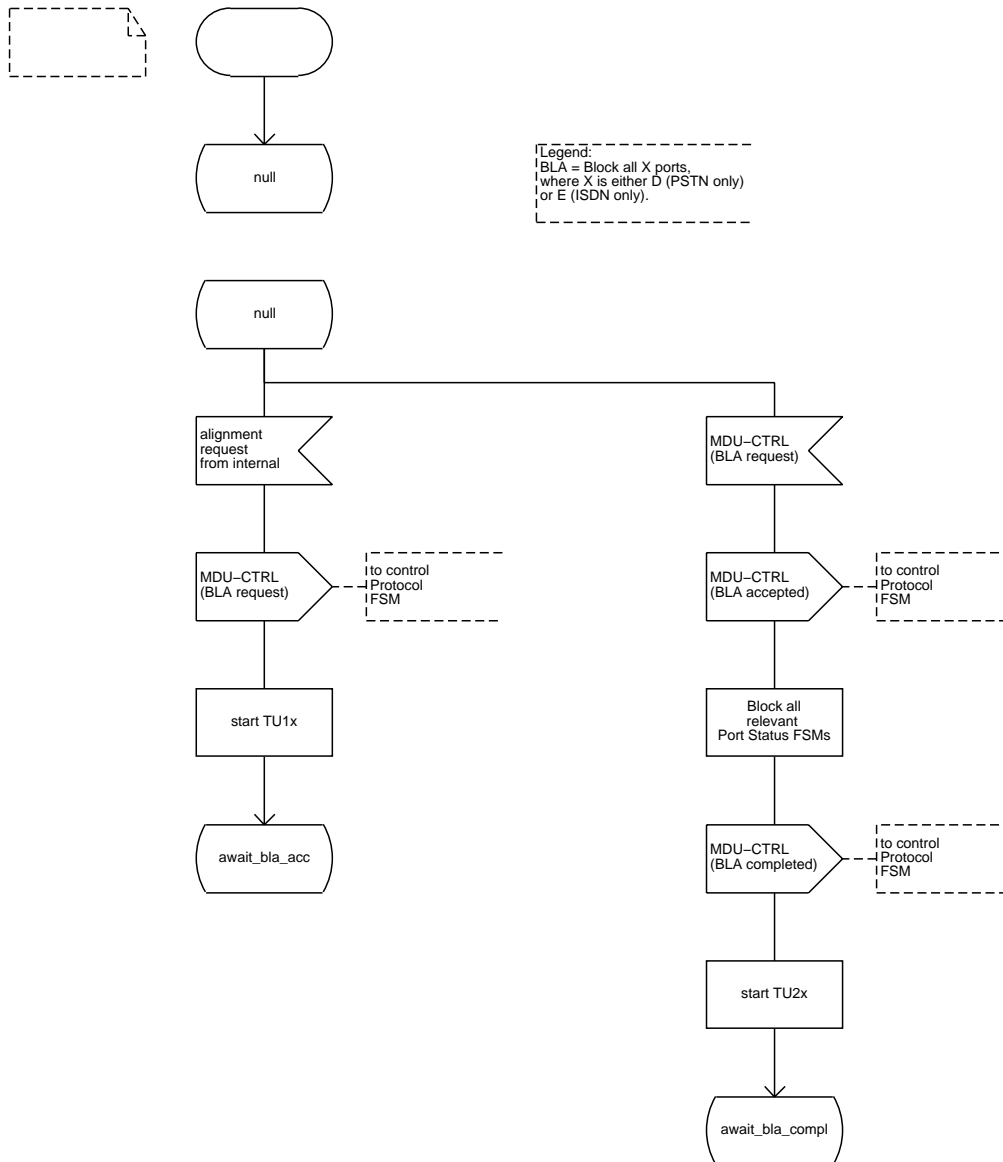 null
Legend:
BLA = Block all X ports,
where X is either D (PSTN only)
or E (ISDN only).
null
alignment
request
from internal
MDU−CTRL
(BLA request)
MDU−CTRL
(BLA request)
to control
Protocol
FSM
MDU−CTRL
(BLA accepted)
to control
Protocol
FSM
start TU1x
Block all
relevant
Port Status FSMs
await_bla_acc
MDU−CTRL
(BLA completed)
to control
Protocol
FSM
start TU2x
await_bla_compl